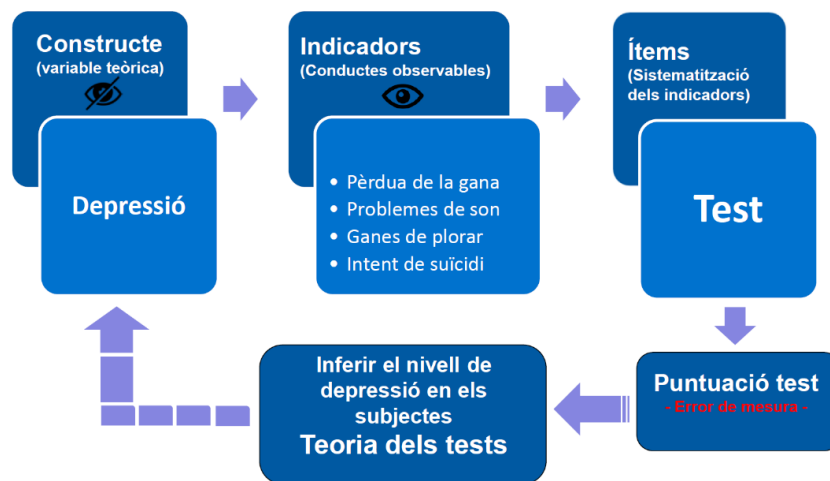 Constructe
(variable teòrica)
Depressió
Indicadors
(Conductes observables)
• Pèrdua de la gana
• Problemes de son
• Ganes de plorar
• Intent de suïcidi
Ítems
(Sistematització
dels indicadors)
Test
Puntuació test
- Error de mesura -
Inferir el nivell de
depressió en els
subjectes
Teoria dels tests